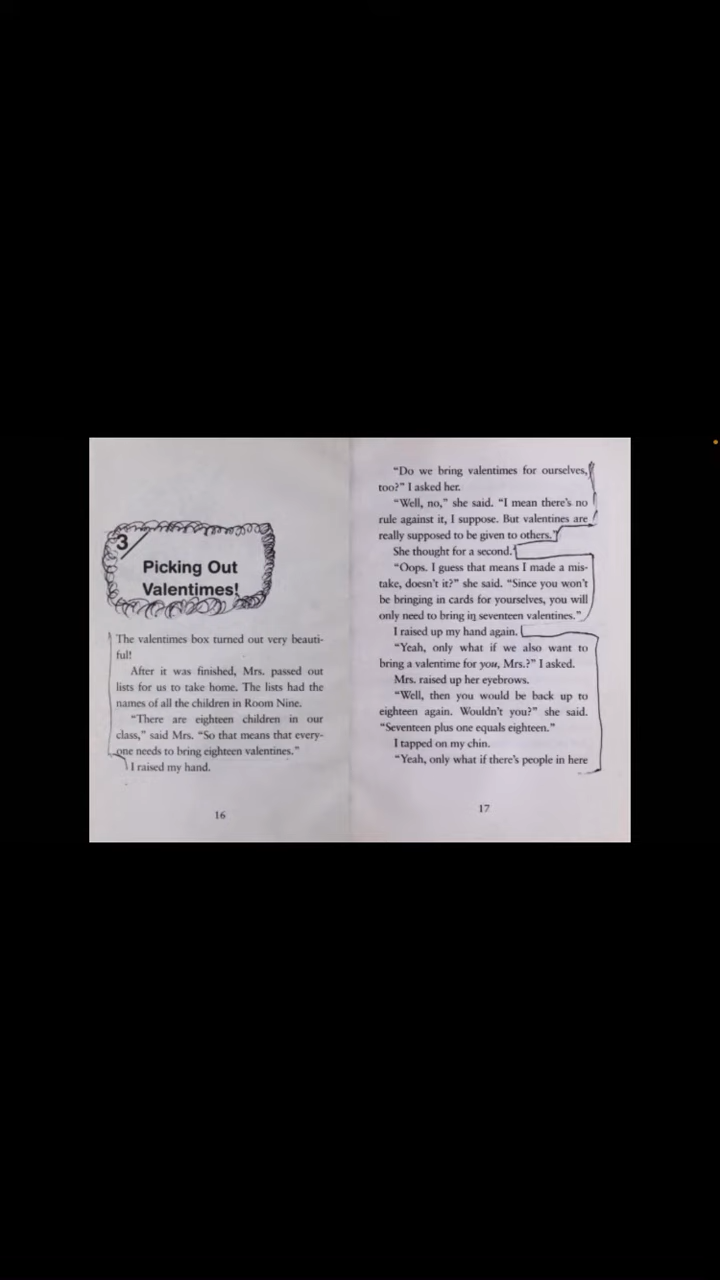 3
Picking Out
Valentimes!
The valentimes box turned out very beauti-
ful!
After it was finished, Mrs. passed out
lists for us to take home. The lists had the
names of all the children in Room Nine.
“There are eighteen children in our
class,” said Mrs. “So that means that every-
one needs to bring eighteen valentines.”
I raised my hand.
16
“Do we bring valentimes for ourselves,
too?” I asked her.
“Well, no,” she said. “I mean there’s no
rule against it, I suppose. But valentines are
really supposed to be given to others.”
She thought for a second.
“Oops. I guess that means I made a mis-
take, doesn’t it?” she said. “Since you won’t
be bringing in cards for yourselves, you will
only need to bring in seventeen valentines.”
I raised up my hand again.
“Yeah, only what if we also want to
bring a valentime for you, Mrs.?” I asked.
Mrs. raised up her eyebrows.
“Well, then you would be back up to
eighteen again. Wouldn’t you?” she said.
“Seventeen plus one equals eighteen.”
I tapped on my chin.
“Yeah, only what if there’s people in here
17